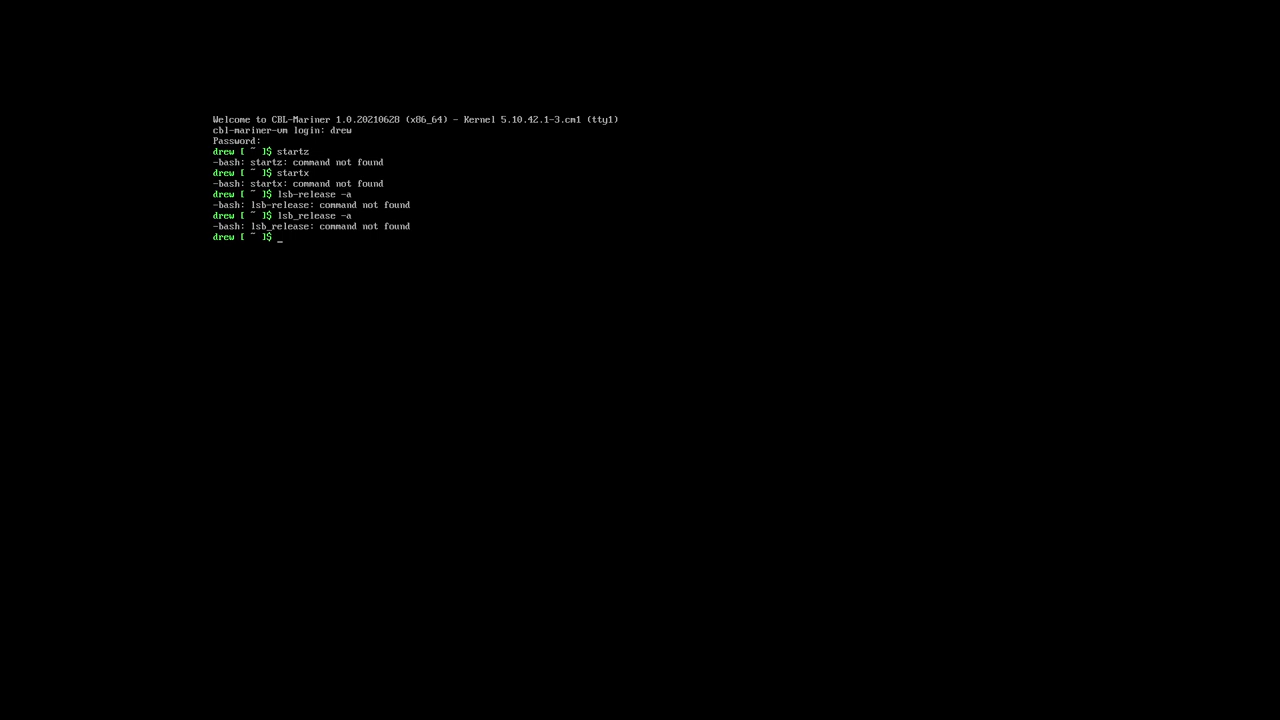 Welcome to CBL-Mariner 1.0.20210628 (x86_64) - Kernel 5.10.42.1-3.cm1 (tty1)
cbl-mariner-vm login: drew
Password:
drew [ ~ ]$ startz
-bash: startz: command not found
drew [ ~ ]$ startx
-bash: startx: command not found
drew [ ~ ]$ lsb-release -a
-bash: lsb-release: command not found
drew [ ~ ]$ lsb_release -a
-bash: lsb_release: command not found
drew [ ~ ]$ _